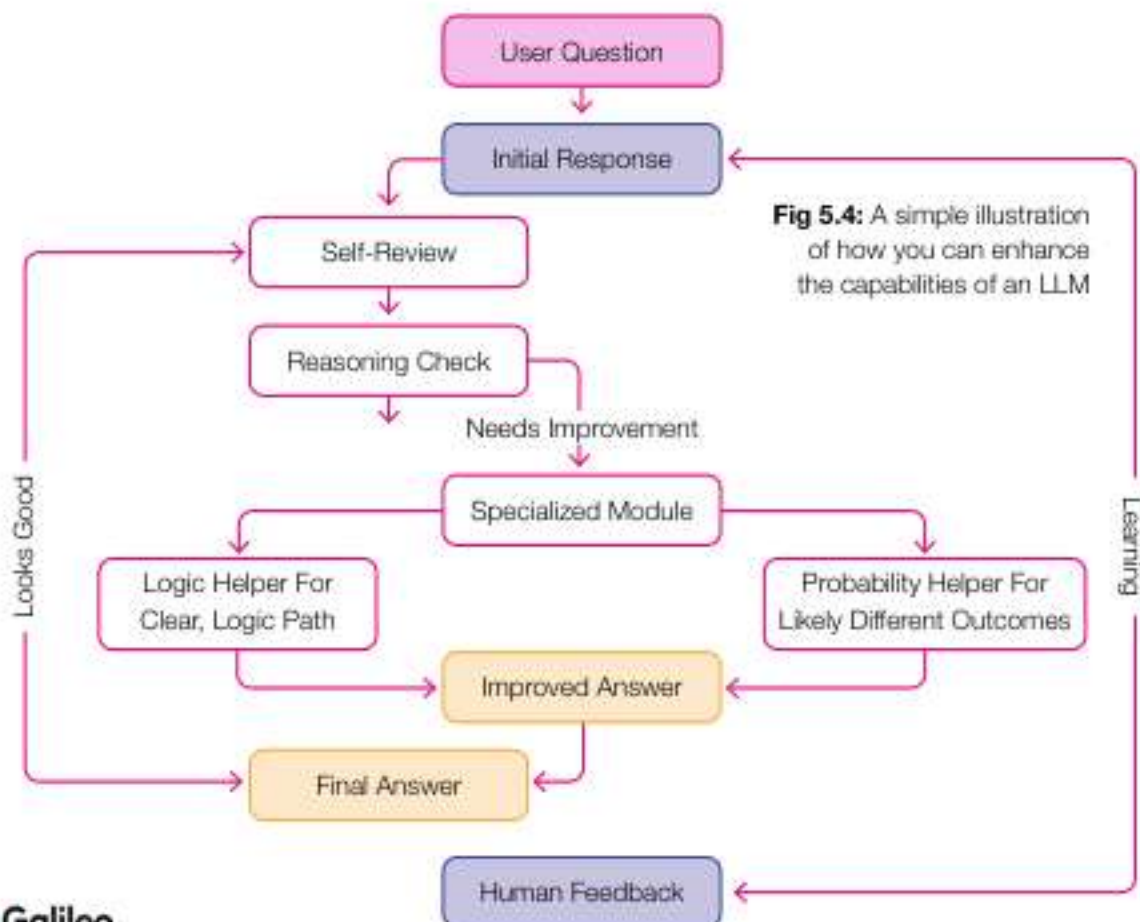 User Question
Initial Response
Fig 5.4: A simple illustration
of how you can enhance
the capabilities of an LLM
Self-Review
Reasoning Check
Needs Improvement
Specialized Module
Looks Good
Learning
Logic Helper For
Clear, Logic Path
Probability Helper For
Likely Different Outcomes
Improved Answer
Final Answer
Human Feedback
Galileo